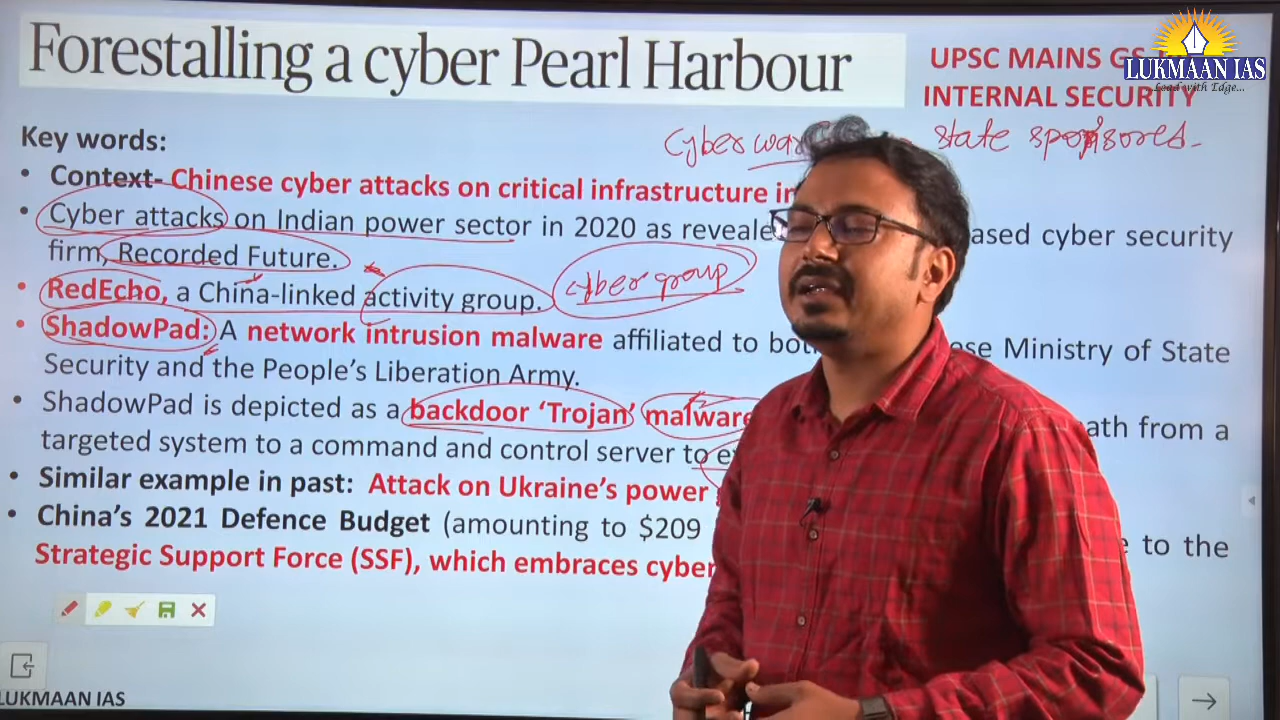 Forestalling a cyber Pearl Harbour
UPSC MAINS GS
LUKMAAN IAS
Lead with Edge...
INTERNAL SECURITY
Key words:
Cyber war
state sponsored.
• Context- Chinese cyber attacks on critical infrastructure in
• Cyber attacks on Indian power sector in 2020 as reveale ased cyber security
firm, Recorded Future.
cyber group
• RedEcho, a China-linked activity group.
• ShadowPad: A network intrusion malware affiliated to bot ese Ministry of State
Security and the People's Liberation Army.
• ShadowPad is depicted as a backdoor 'Trojan' malware ath from a
targeted system to a command and control server to e
• Similar example in past: Attack on Ukraine's power
• China's 2021 Defence Budget (amounting to $209 e to the
Strategic Support Force (SSF), which embraces cyber
LUKMAAN IAS